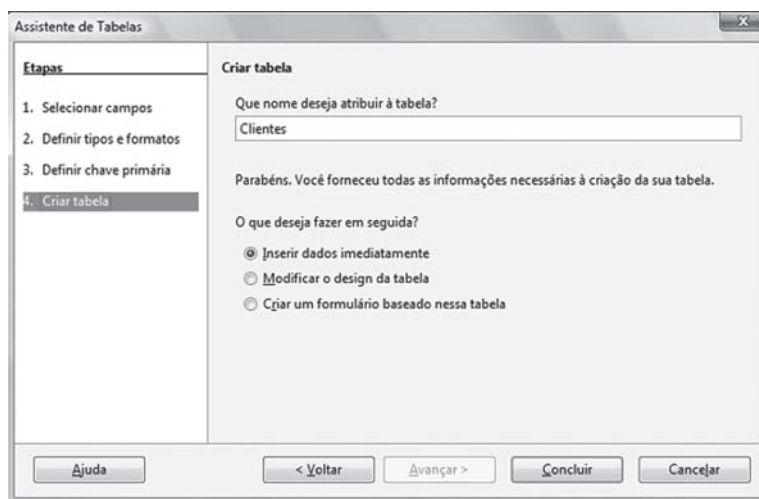 Assistente de Tabelas
Etapas
1. Selecionar campos
2. Definir tipos e formatos
3. Definir chave primária
4. Criar tabela
Criar tabela
Que nome deseja atribuir à tabela?
Clientes
Parabéns. Você forneceu todas as informações necessárias à criação da sua tabela.
O que deseja fazer em seguida?
Inserir dados imediatamente
Modificar o design da tabela
Criar um formulário baseado nessa tabela
Ajuda
< Voltar
Avançar >
Concluir
Cancelar